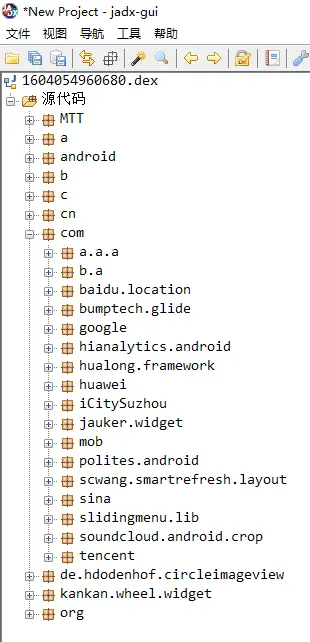 *New Project - jadx-gui
文件 视图 导航 工具 帮助
1604054960680.dex
源代码
MTT
a
android
b
c
cn
com
a.a.a
b.a
baidu.location
bumptech.glide
google
hianalytics.android
hualong.framework
huawei
iCitySuzhou
jauker.widget
mob
polites.android
scwang.smartrefresh.layout
sina
slidingmenu.lib
soundcloud.android.crop
tencent
de.hdodenhof.circleimageview
kankan.wheel.widget
org